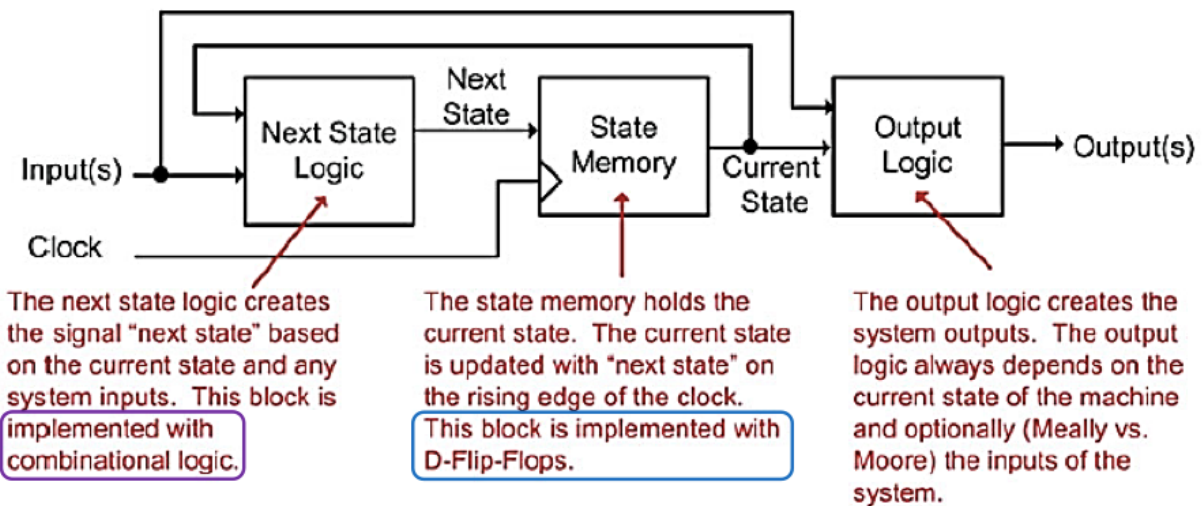 Next
State
Next State
Logic
State
Memory
Output
Logic
Input(s)
Current
State
Output(s)
Clock
The next state logic creates
the signal “next state” based
on the current state and any
system inputs. This block is
implemented with
combinational logic.
The state memory holds the
current state. The current state
is updated with “next state” on
the rising edge of the clock.
This block is implemented with
D-Flip-Flops.
The output logic creates the
system outputs. The output
logic always depends on the
current state of the machine
and optionally (Meally vs.
Moore) the inputs of the
system.